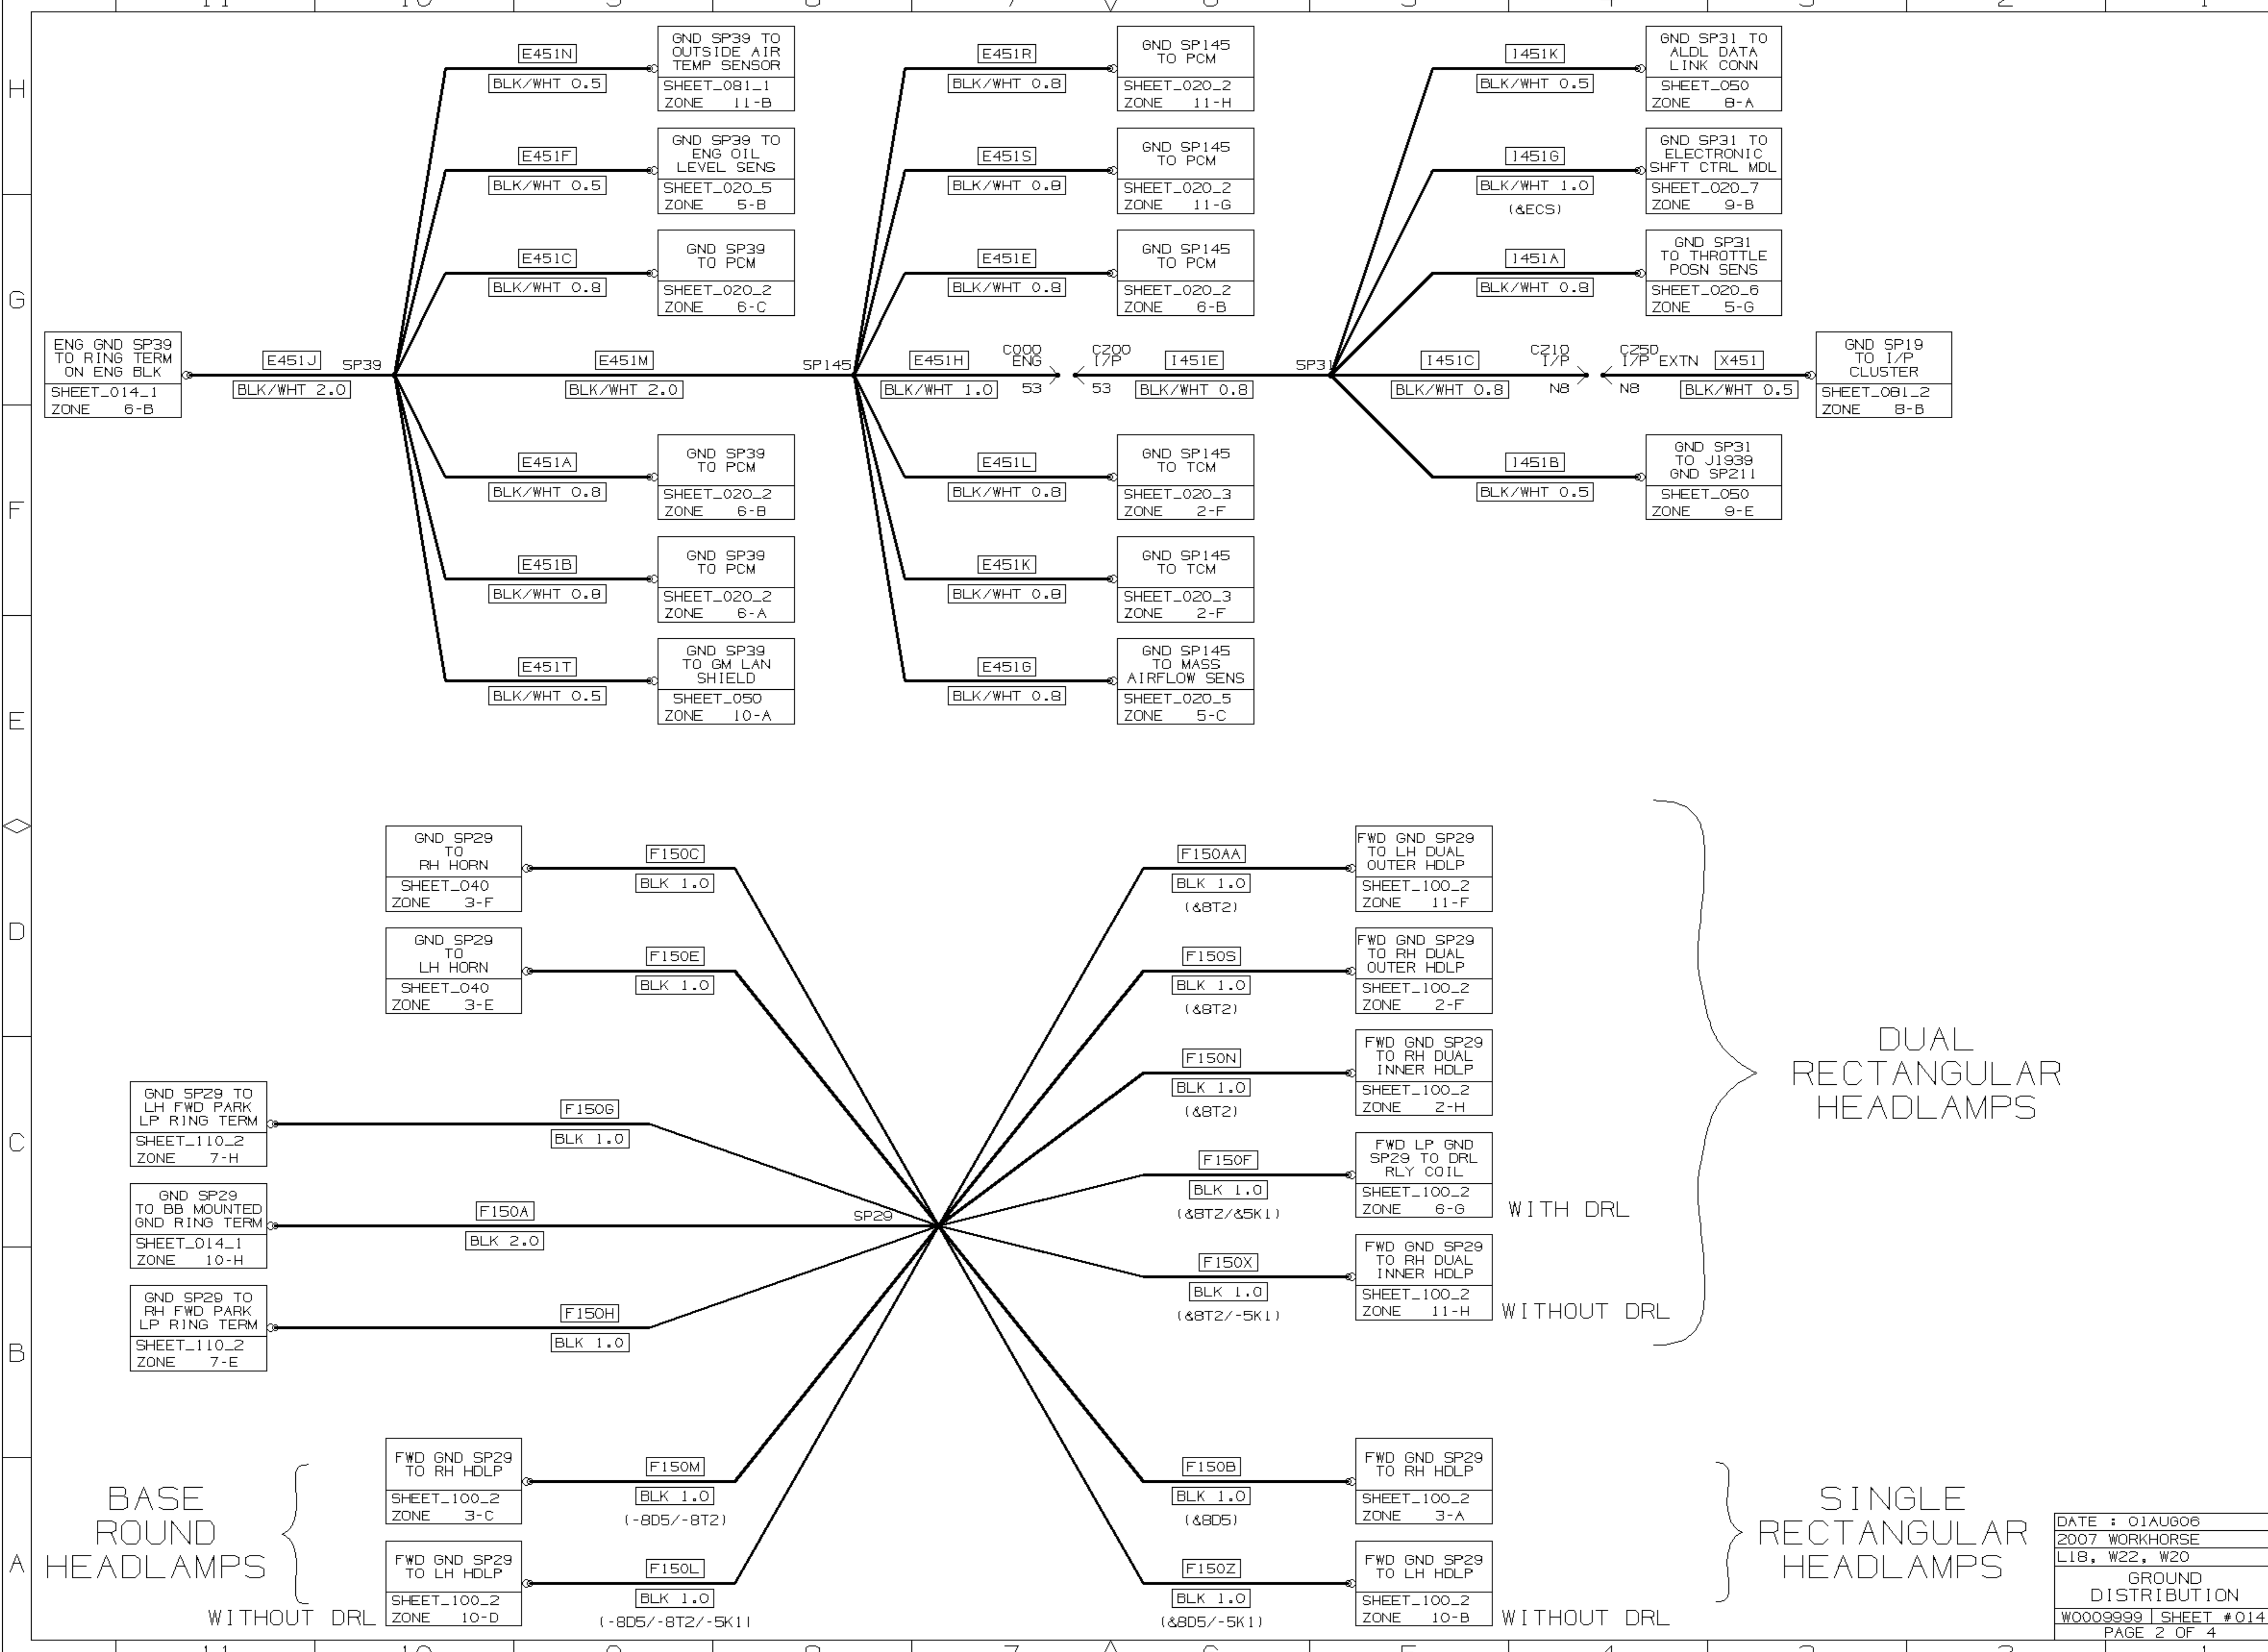 11 10 9 8 7 6 5 4 3 2 1
H
G
F
E
D
C
B
A
ENG GND SP39
TO RING TERM
ON ENG BLK
SHEET_014_1
ZONE 6-B
E451J
BLK/WHT 2.0
SP39
E451N
BLK/WHT 0.5
GND SP39 TO
OUTSIDE AIR
TEMP SENSOR
SHEET_081_1
ZONE 11-B
E451F
BLK/WHT 0.5
GND SP39 TO
ENG OIL
LEVEL SENS
SHEET_020_5
ZONE 5-B
E451C
BLK/WHT 0.8
GND SP39
TO PCM
SHEET_020_2
ZONE 6-C
E451M
BLK/WHT 2.0
E451A
BLK/WHT 0.8
GND SP39
TO PCM
SHEET_020_2
ZONE 6-B
E451B
BLK/WHT 0.8
GND SP39
TO PCM
SHEET_020_2
ZONE 6-A
E451T
BLK/WHT 0.5
GND SP39
TO GM LAN
SHIELD
SHEET_050
ZONE 10-A
SP145
E451R
BLK/WHT 0.8
GND SP145
TO PCM
SHEET_020_2
ZONE 11-H
E451S
BLK/WHT 0.8
GND SP145
TO PCM
SHEET_020_2
ZONE 11-G
E451E
BLK/WHT 0.8
GND SP145
TO PCM
SHEET_020_2
ZONE 6-B
E451H
BLK/WHT 1.0
C000
ENG
53
C200
I/P
53
I451E
BLK/WHT 0.8
E451L
BLK/WHT 0.8
GND SP145
TO TCM
SHEET_020_3
ZONE 2-F
E451K
BLK/WHT 0.8
GND SP145
TO TCM
SHEET_020_3
ZONE 2-F
E451G
BLK/WHT 0.8
GND SP145
TO MASS
AIRFLOW SENS
SHEET_020_5
ZONE 5-C
SP31
I451K
BLK/WHT 0.5
GND SP31 TO
ALDL DATA
LINK CONN
SHEET_050
ZONE 8-A
I451G
BLK/WHT 1.0
(&ECS)
GND SP31 TO
ELECTRONIC
SHFT CTRL MDL
SHEET_020_7
ZONE 9-B
I451A
BLK/WHT 0.8
GND SP31
TO THROTTLE
POSN SENS
SHEET_020_6
ZONE 5-G
I451C
BLK/WHT 0.8
C210
I/P
N8
C250
I/P EXTN
N8
X451
BLK/WHT 0.5
GND SP19
TO I/P
CLUSTER
SHEET_081_2
ZONE 8-B
I451B
BLK/WHT 0.5
GND SP31
TO J1939
GND SP211
SHEET_050
ZONE 9-E
GND SP29
TO
RH HORN
SHEET_040
ZONE 3-F
F150C
BLK 1.0
GND SP29
TO
LH HORN
SHEET_040
ZONE 3-E
F150E
BLK 1.0
GND SP29 TO
LH FWD PARK
LP RING TERM
SHEET_110_2
ZONE 7-H
F150G
BLK 1.0
GND SP29
TO BB MOUNTED
GND RING TERM
SHEET_014_1
ZONE 10-H
F150A
BLK 2.0
SP29
GND SP29 TO
RH FWD PARK
LP RING TERM
SHEET_110_2
ZONE 7-E
F150H
BLK 1.0
BASE
ROUND
HEADLAMPS
FWD GND SP29
TO RH HDLP
SHEET_100_2
ZONE 3-C
F150M
BLK 1.0
(-8D5/-8T2)
FWD GND SP29
TO LH HDLP
SHEET_100_2
ZONE 10-D
WITHOUT DRL
F150L
BLK 1.0
(-8D5/-8T2/-5K1)
F150AA
BLK 1.0
(&8T2)
FWD GND SP29
TO LH DUAL
OUTER HDLP
SHEET_100_2
ZONE 11-F
F150S
BLK 1.0
(&8T2)
FWD GND SP29
TO RH DUAL
OUTER HDLP
SHEET_100_2
ZONE 2-F
F150N
BLK 1.0
(&8T2)
FWD GND SP29
TO RH DUAL
INNER HDLP
SHEET_100_2
ZONE 2-H
F150F
BLK 1.0
(&8T2/&5K1)
FWD LP GND
SP29 TO DRL
RLY COIL
SHEET_100_2
ZONE 6-G
WITH DRL
F150X
BLK 1.0
(&8T2/-5K1)
FWD GND SP29
TO RH DUAL
INNER HDLP
SHEET_100_2
ZONE 11-H
WITHOUT DRL
DUAL
RECTANGULAR
HEADLAMPS
F150B
BLK 1.0
(&8D5)
FWD GND SP29
TO RH HDLP
SHEET_100_2
ZONE 3-A
F150Z
BLK 1.0
(&8D5/-5K1)
FWD GND SP29
TO LH HDLP
SHEET_100_2
ZONE 10-B
WITHOUT DRL
SINGLE
RECTANGULAR
HEADLAMPS
DATE : 01AUG06
2007 WORKHORSE
L18, W22, W20
GROUND
DISTRIBUTION
W0009999 SHEET #014
PAGE 2 OF 4
11 10 9 8 7 6 5 4 3 2 1